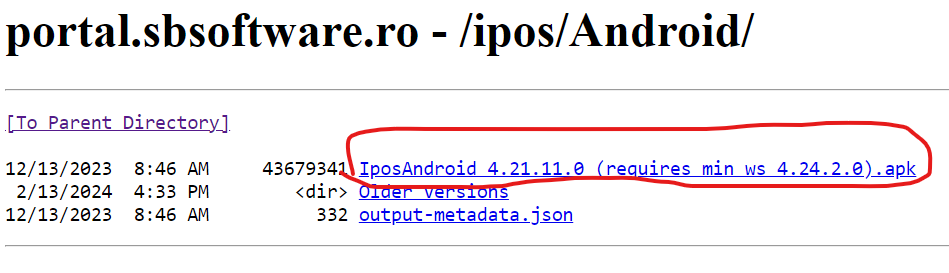 portal.sbsoftware.ro - /ipos/Android/
[To Parent Directory]
12/13/2023 8:46 AM 43679341 IposAndroid 4.21.11.0 (requires min ws 4.24.2.0).apk
2/13/2024 4:33 PM <dir> Older versions
12/13/2023 8:46 AM 332 output-metadata.json